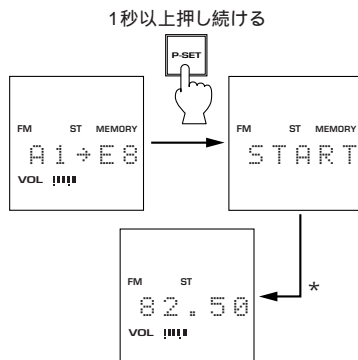 1秒以上押し続ける
P-SET
FM ST MEMORY
A1→E8
VOL
FM ST MEMORY
START
*
FM ST
82.50
VOL